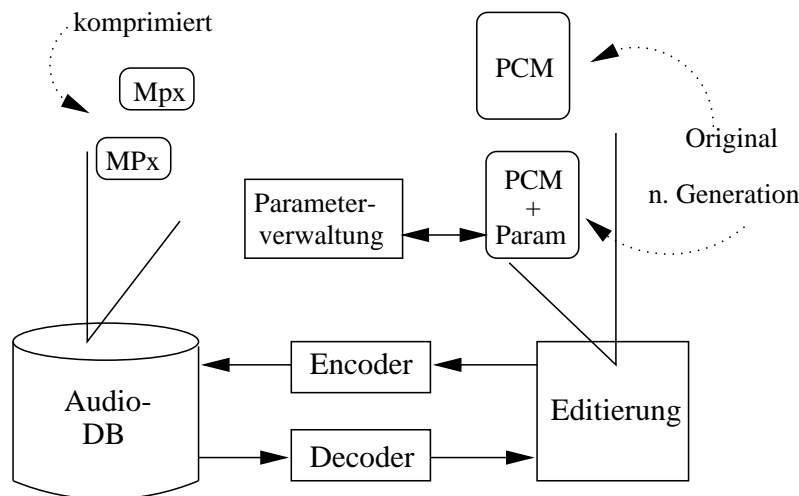 komprimiert
Mpx
MPx
PCM
Original
n. Generation
PCM
+
Param
Parameter-
verwaltung
Audio-
DB
Encoder
Decoder
Editierung